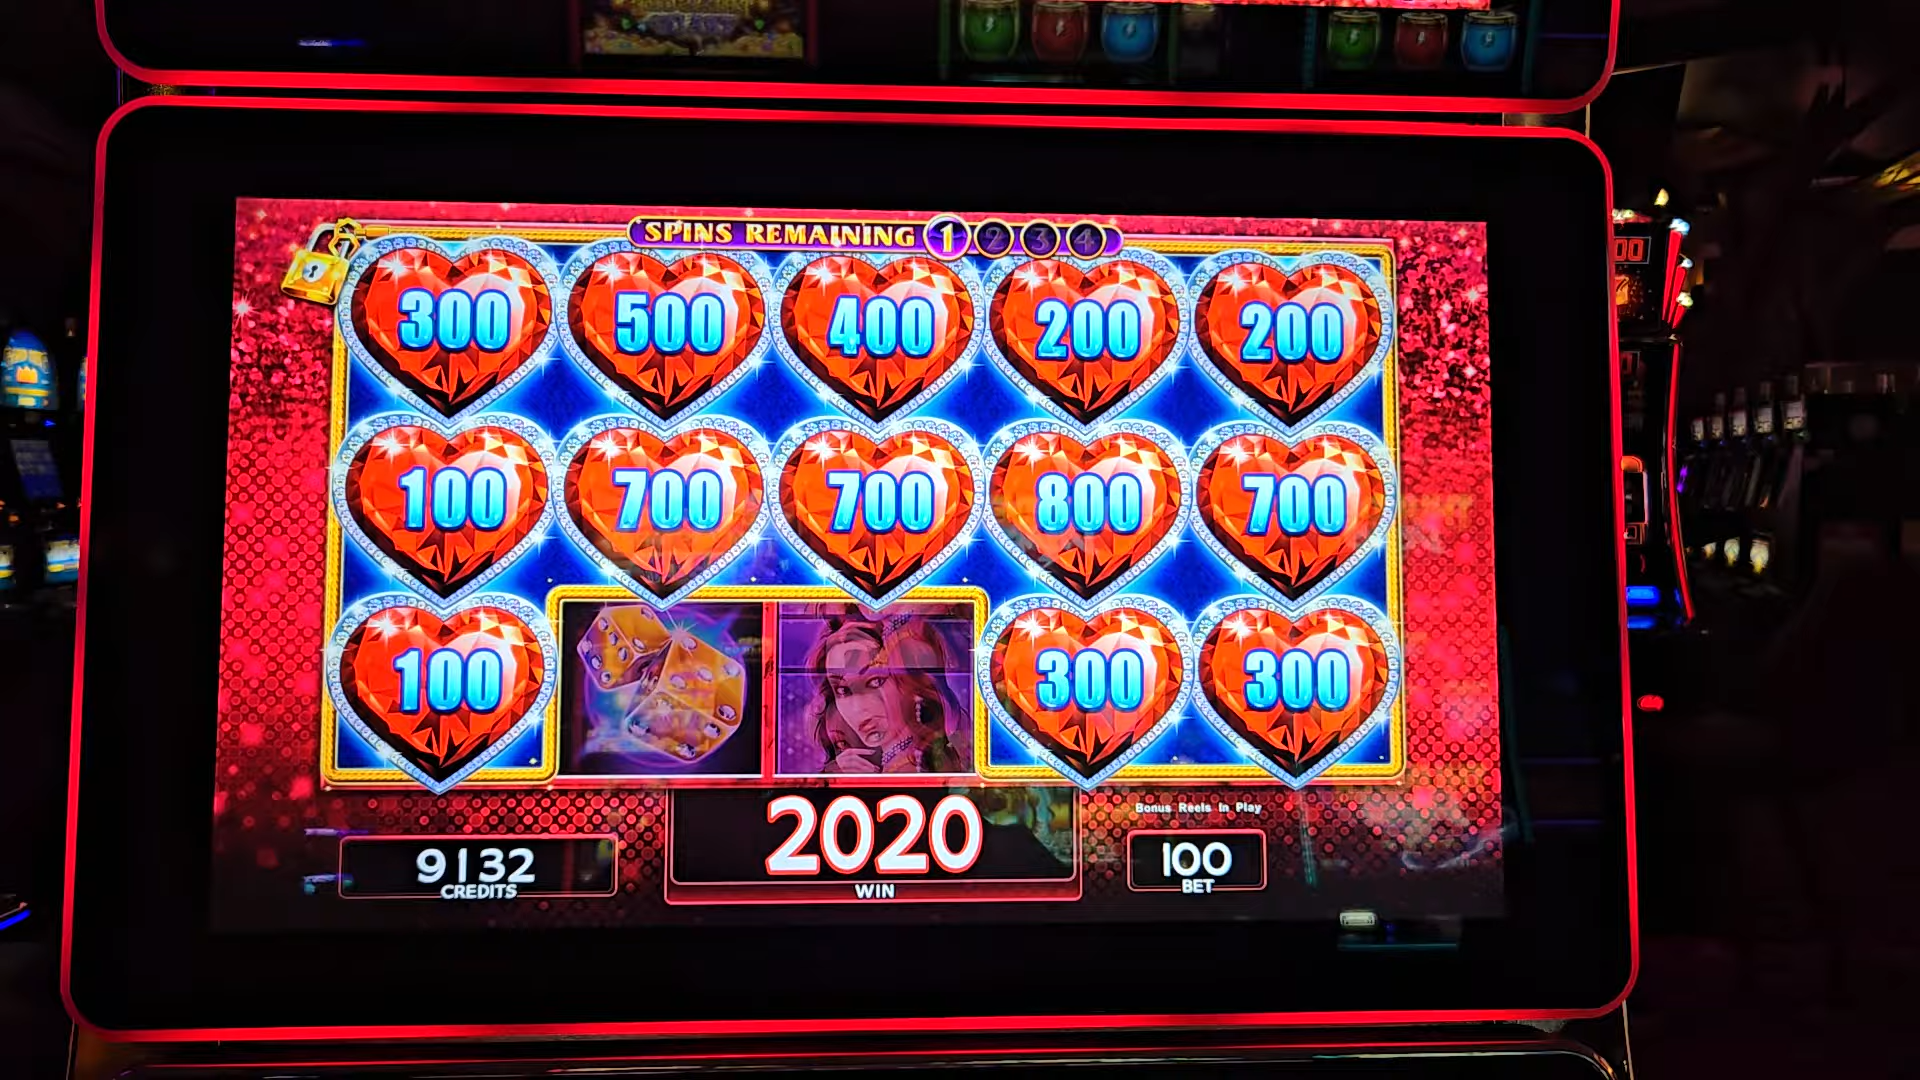 SPINS REMAINING 1 2 3 4
300 500 400 200 200
100 700 700 800 700
100 300 300
2020
WIN
Bonus Reels In Play
9132
CREDITS
100
BET
00